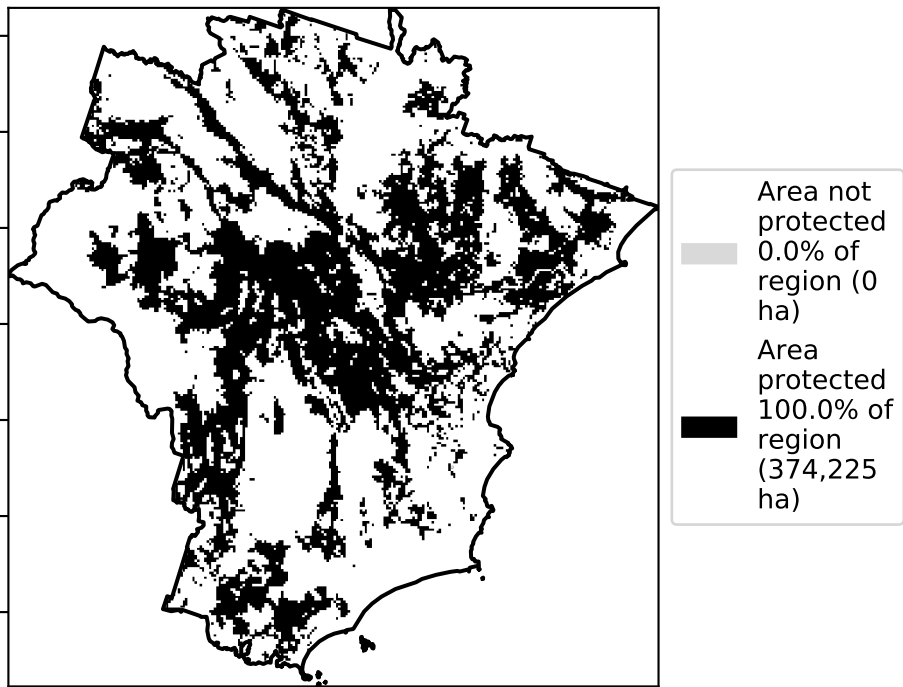 Area not
protected
0.0% of
region (0
ha)
Area
protected
100.0% of
region
(374,225
ha)